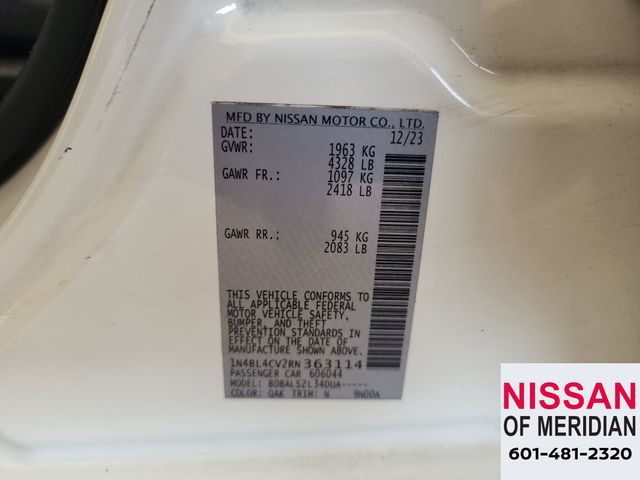 MFD BY NISSAN MOTOR CO., LTD.
DATE: 12/23
GVWR: 1963 KG
4328 LB
GAWR FR.: 1097 KG
2418 LB
GAWR RR.: 945 KG
2083 LB
THIS VEHICLE CONFORMS TO
ALL APPLICABLE FEDERAL
MOTOR VEHICLE SAFETY,
BUMPER, AND THEFT
PREVENTION STANDARDS IN
EFFECT ON THE DATE OF
MANUFACTURE SHOWN ABOVE.
1N4BL4CV2RN363114
PASSENGER CAR 606044
MODEL: BDBALSZL34OUA-----
COLOR: QAK TRIM: N 9N00A
NISSAN
OF MERIDIAN
601-481-2320